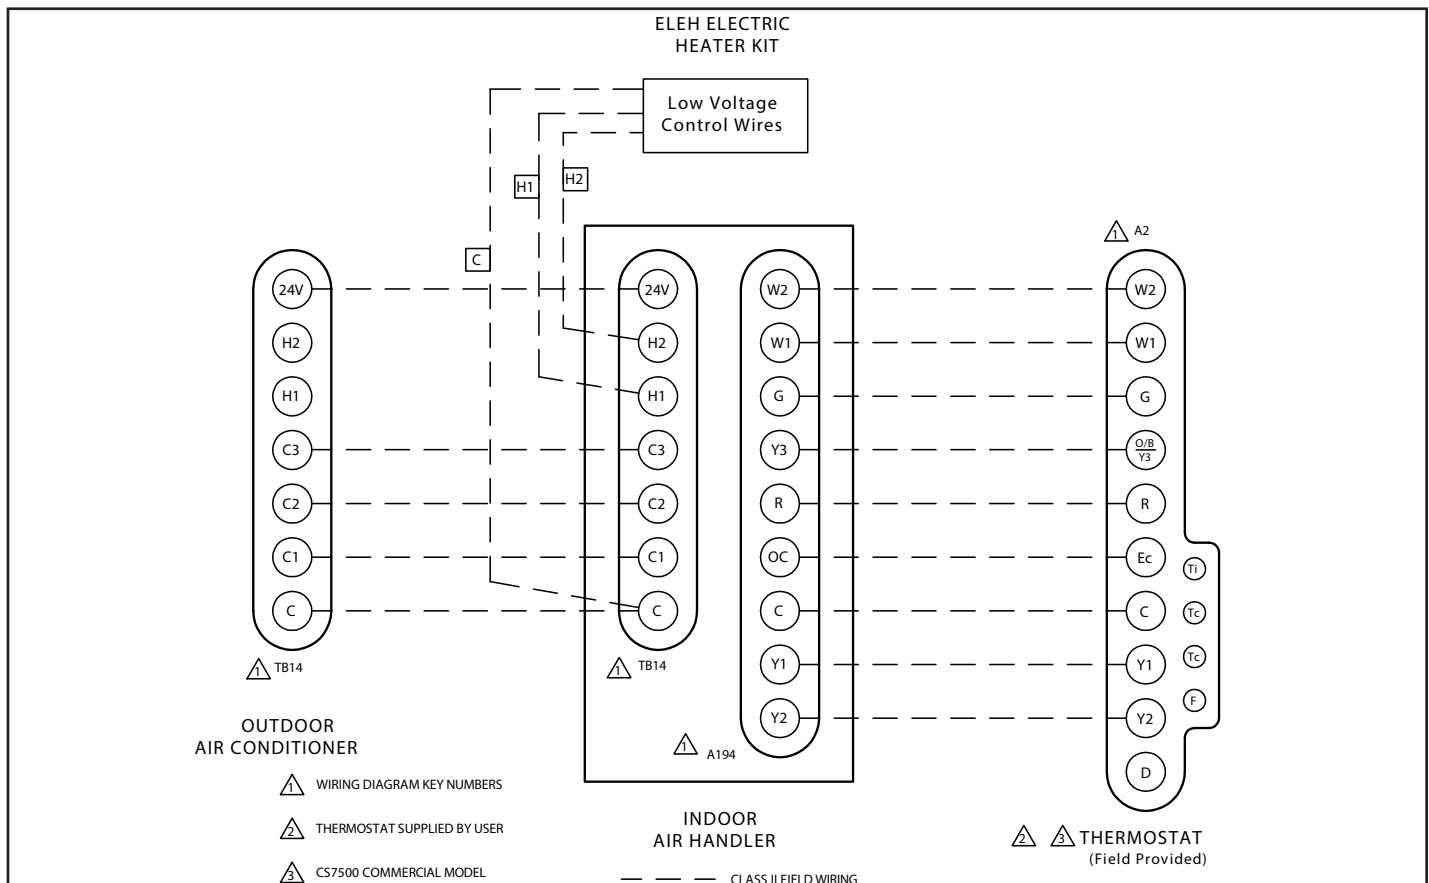 ELEH ELECTRIC
HEATER KIT
Low Voltage
Control Wires
H1
H2
C
24V
H2
H1
C3
C2
C1
C
1 TB14
OUTDOOR
AIR CONDITIONER
24V
H2
H1
C3
C2
C1
C
1 TB14
W2
W1
G
Y3
R
OC
C
Y1
Y2
1 A194
INDOOR
AIR HANDLER
1 A2
W2
W1
G
O/B
Y3
R
Ec
C
Y1
Y2
D
Ti
Tc
Tc
F
2 3 THERMOSTAT
(Field Provided)
1 WIRING DIAGRAM KEY NUMBERS
2 THERMOSTAT SUPPLIED BY USER
3 CS7500 COMMERCIAL MODEL
CLASS II FIELD WIRING